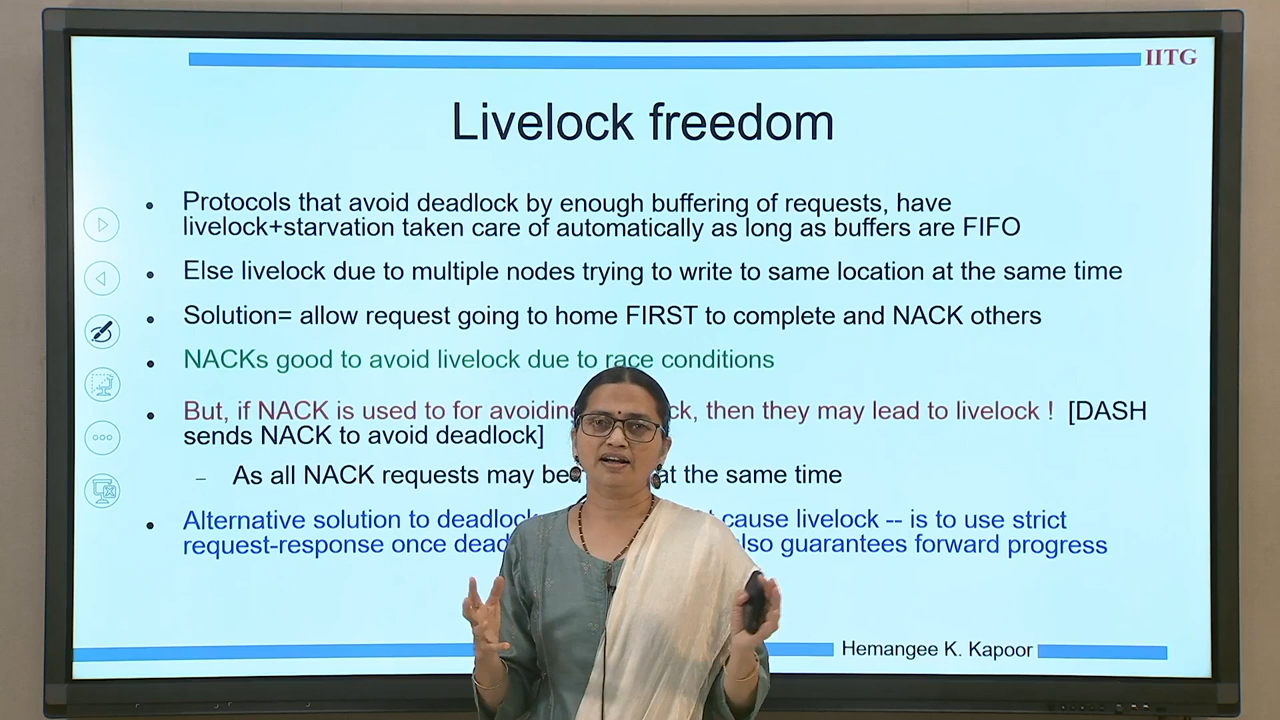 IITG
Livelock freedom
• Protocols that avoid deadlock by enough buffering of requests, have
livelock+starvation taken care of automatically as long as buffers are FIFO
• Else livelock due to multiple nodes trying to write to same location at the same time
• Solution= allow request going to home FIRST to complete and NACK others
• NACKs good to avoid livelock due to race conditions
• But, if NACK is used to for avoiding ck, then they may lead to livelock ! [DASH
sends NACK to avoid deadlock]
– As all NACK requests may be at the same time
• Alternative solution to deadlock cause livelock -- is to use strict
request-response once also guarantees forward progress
Hemangee K. Kapoor